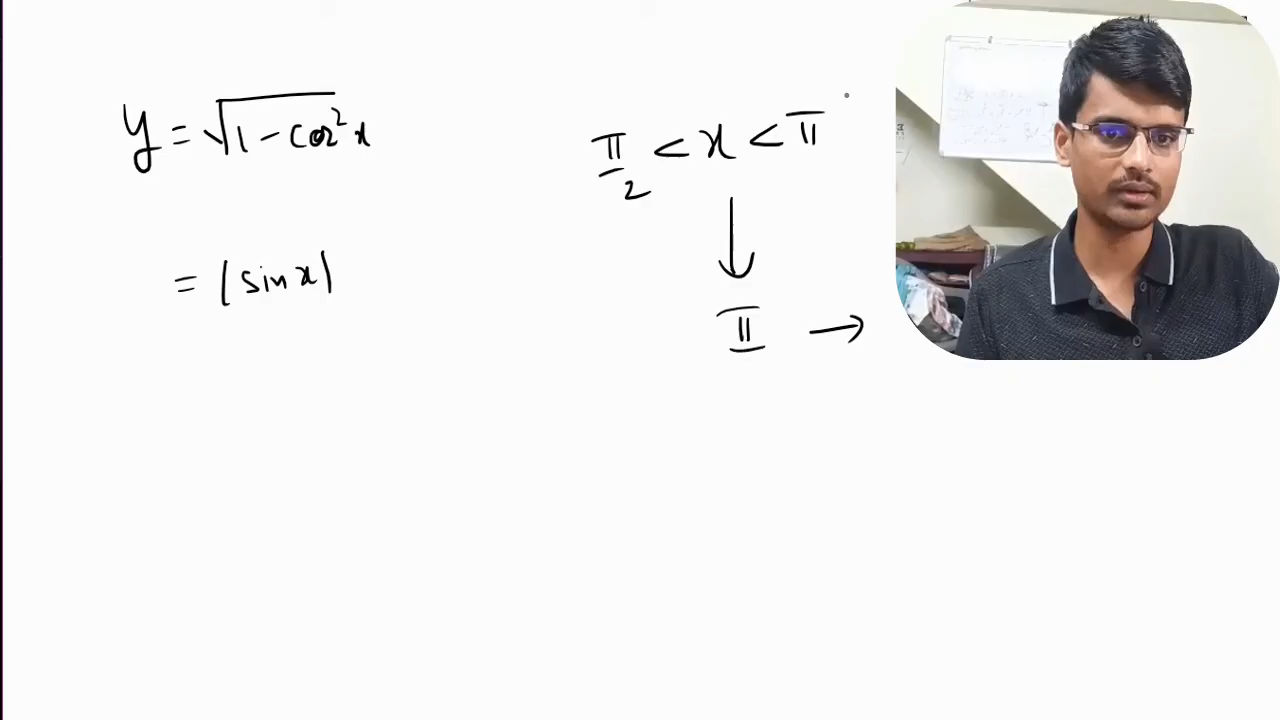 y = √1 - cos²x
π/2 < x < π
= |sin x|
II →